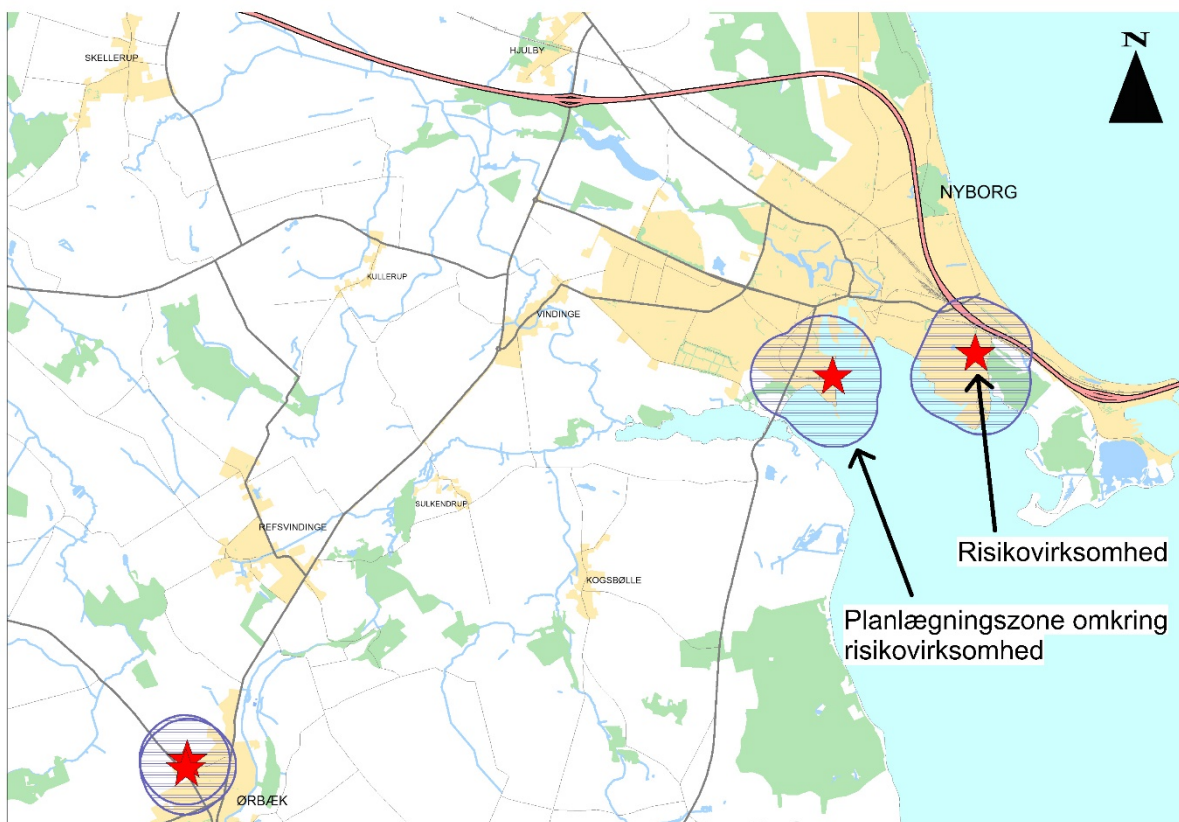 N
SKELLERUP
HJULBY
NYBORG
KULLERUP
VINDINGE
SULKENDRUP
REFSVINDINGE
KOGSBØLLE
Risikovirksomhed
Planlægningszone omkring
risikovirksomhed
ØRBÆK